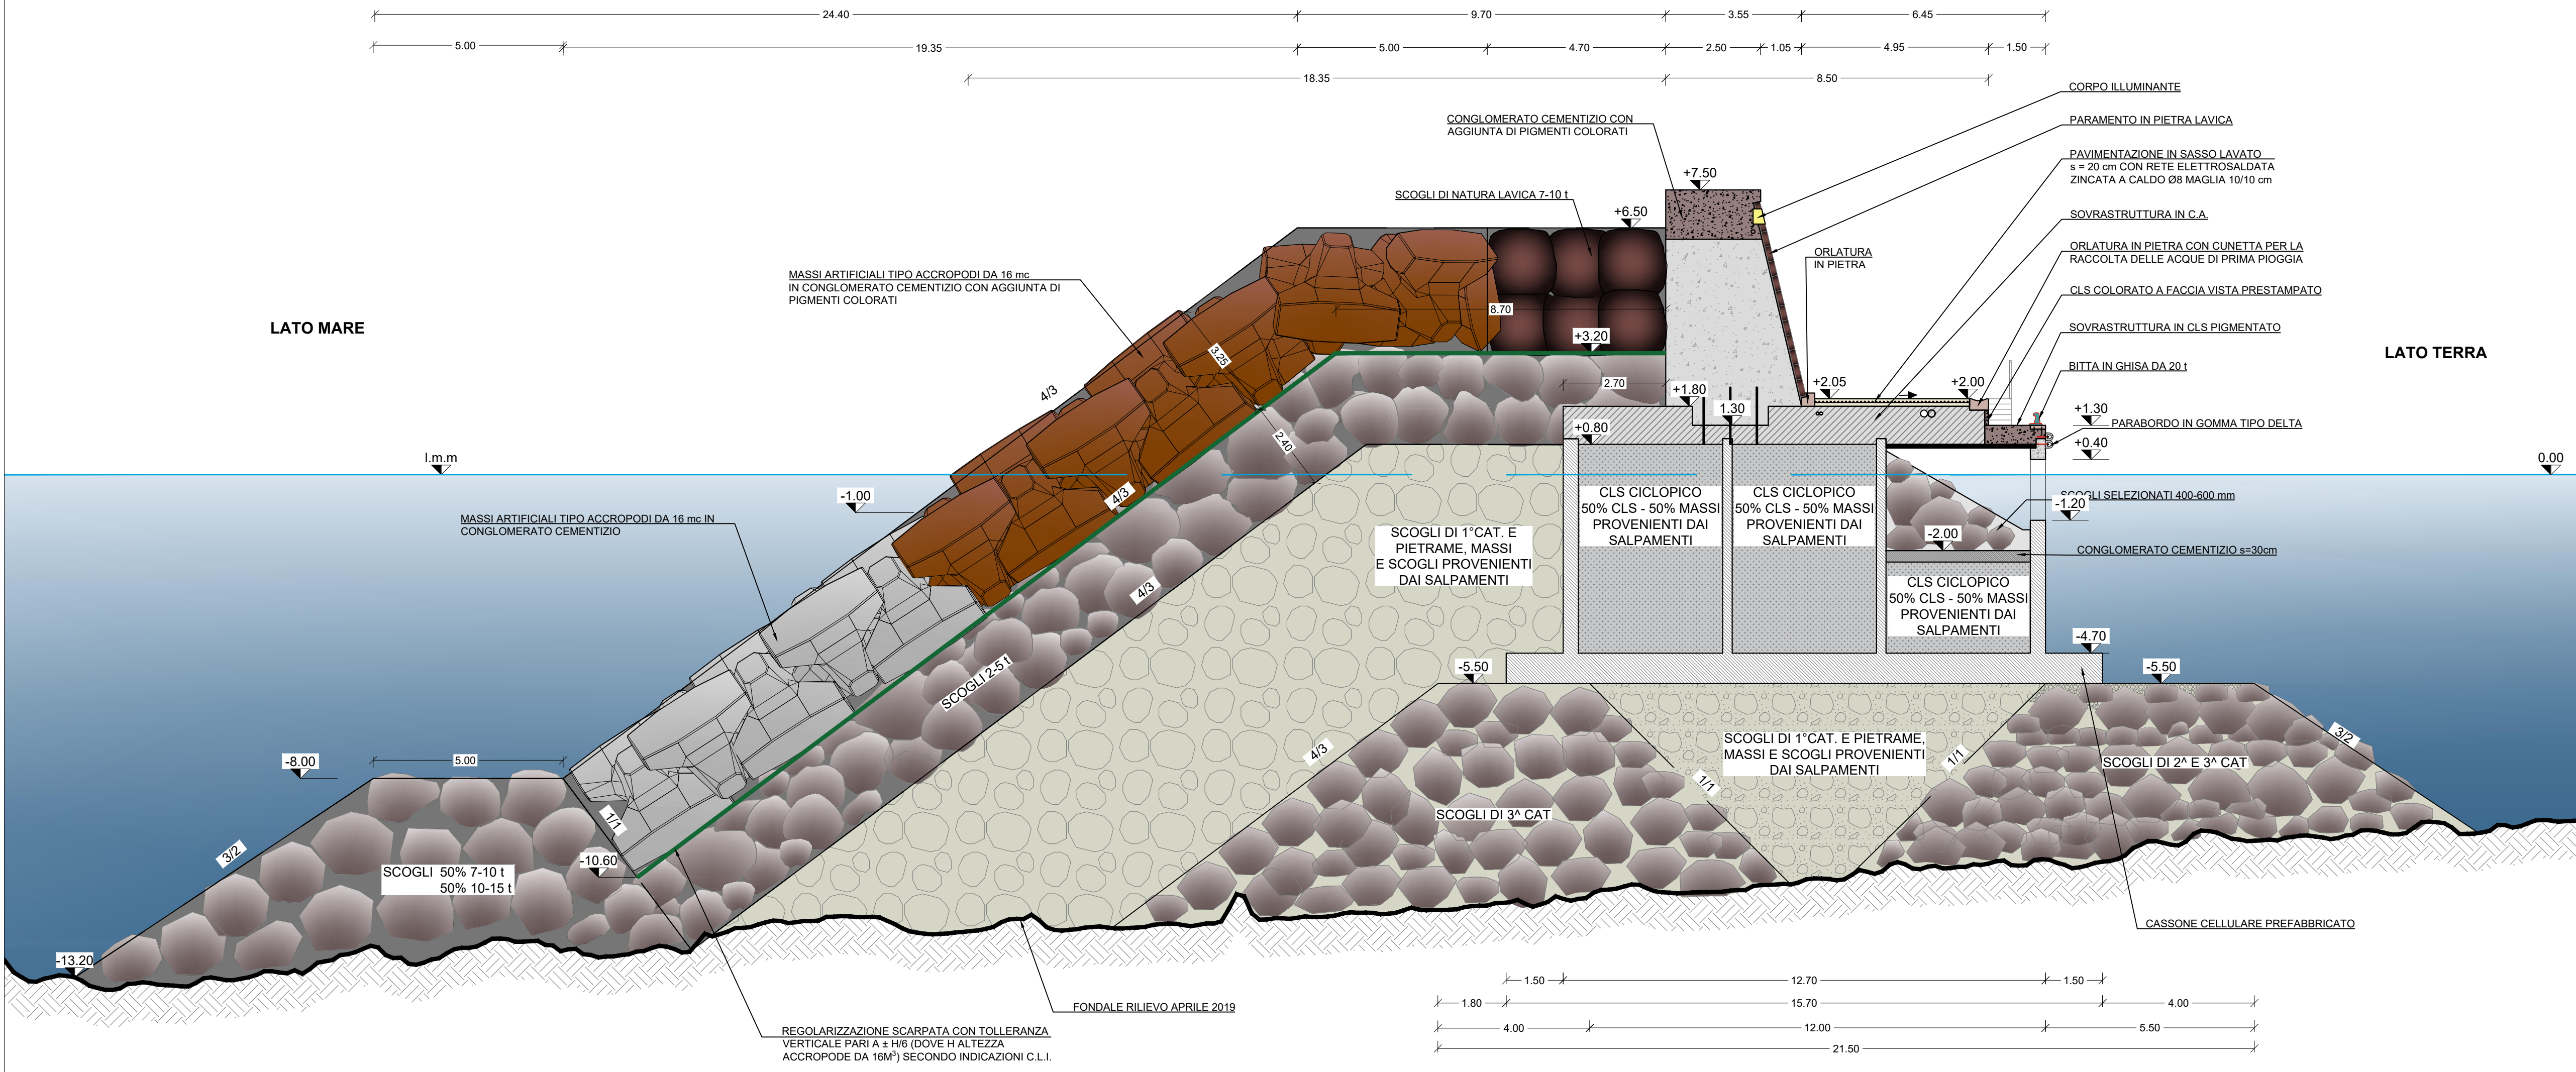 24.40
9.70
3.55
6.45
5.00
19.35
5.00
4.70
2.50
1.05
4.95
1.50
18.35
8.50
CORPO ILLUMINANTE
CONGLOMERATO CEMENTIZIO CON
AGGIUNTA DI PIGMENTI COLORATI
PARAMENTO IN PIETRA LAVICA
PAVIMENTAZIONE IN SASSO LAVATO
s = 20 cm CON RETE ELETTROSALDATA
ZINCATA A CALDO Ø8 MAGLIA 10/10 cm
+7.50
SCOGLI DI NATURA LAVICA 7-10 t
+6.50
SOVRASTRUTTURA IN C.A.
ORLATURA
IN PIETRA
ORLATURA IN PIETRA CON CUNETTA PER LA
RACCOLTA DELLE ACQUE DI PRIMA PIOGGIA
MASSI ARTIFICIALI TIPO ACCROPODI DA 16 mc
IN CONGLOMERATO CEMENTIZIO CON AGGIUNTA DI
PIGMENTI COLORATI
CLS COLORATO A FACCIA VISTA PRESTAMPATO
8.70
LATO MARE
SOVRASTRUTTURA IN CLS PIGMENTATO
+3.20
3.25
LATO TERRA
BITTA IN GHISA DA 20 t
2.70
+1.80
+2.05
+2.00
4/3
1.30
+1.30
PARABORDO IN GOMMA TIPO DELTA
+0.80
2.40
+0.40
l.m.m
0.00
-1.00
4/3
CLS CICLOPICO
50% CLS - 50% MASSI
PROVENIENTI DAI
SALPAMENTI
CLS CICLOPICO
50% CLS - 50% MASSI
PROVENIENTI DAI
SALPAMENTI
SCOGLI SELEZIONATI 400-600 mm
-1.20
MASSI ARTIFICIALI TIPO ACCROPODI DA 16 mc IN
CONGLOMERATO CEMENTIZIO
SCOGLI DI 1°CAT. E
PIETRAME, MASSI
E SCOGLI PROVENIENTI
DAI SALPAMENTI
-2.00
CONGLOMERATO CEMENTIZIO s=30cm
4/3
CLS CICLOPICO
50% CLS - 50% MASSI
PROVENIENTI DAI
SALPAMENTI
-4.70
SCOGLI 2-5 t
-5.50
-5.50
4/3
SCOGLI DI 1°CAT. E PIETRAME,
MASSI E SCOGLI PROVENIENTI
DAI SALPAMENTI
1/1
1/1
3/2
-8.00
5.00
SCOGLI DI 2^ E 3^ CAT
SCOGLI DI 3^ CAT
1/1
3/2
-10.60
SCOGLI 50% 7-10 t
50% 10-15 t
CASSONE CELLULARE PREFABBRICATO
-13.20
1.50
12.70
1.50
1.80
15.70
4.00
FONDALE RILIEVO APRILE 2019
4.00
12.00
5.50
REGOLARIZZAZIONE SCARPATA CON TOLLERANZA
VERTICALE PARI A ± H/6 (DOVE H ALTEZZA
ACCROPODE DA 16M³) SECONDO INDICAZIONI C.L.I.
21.50